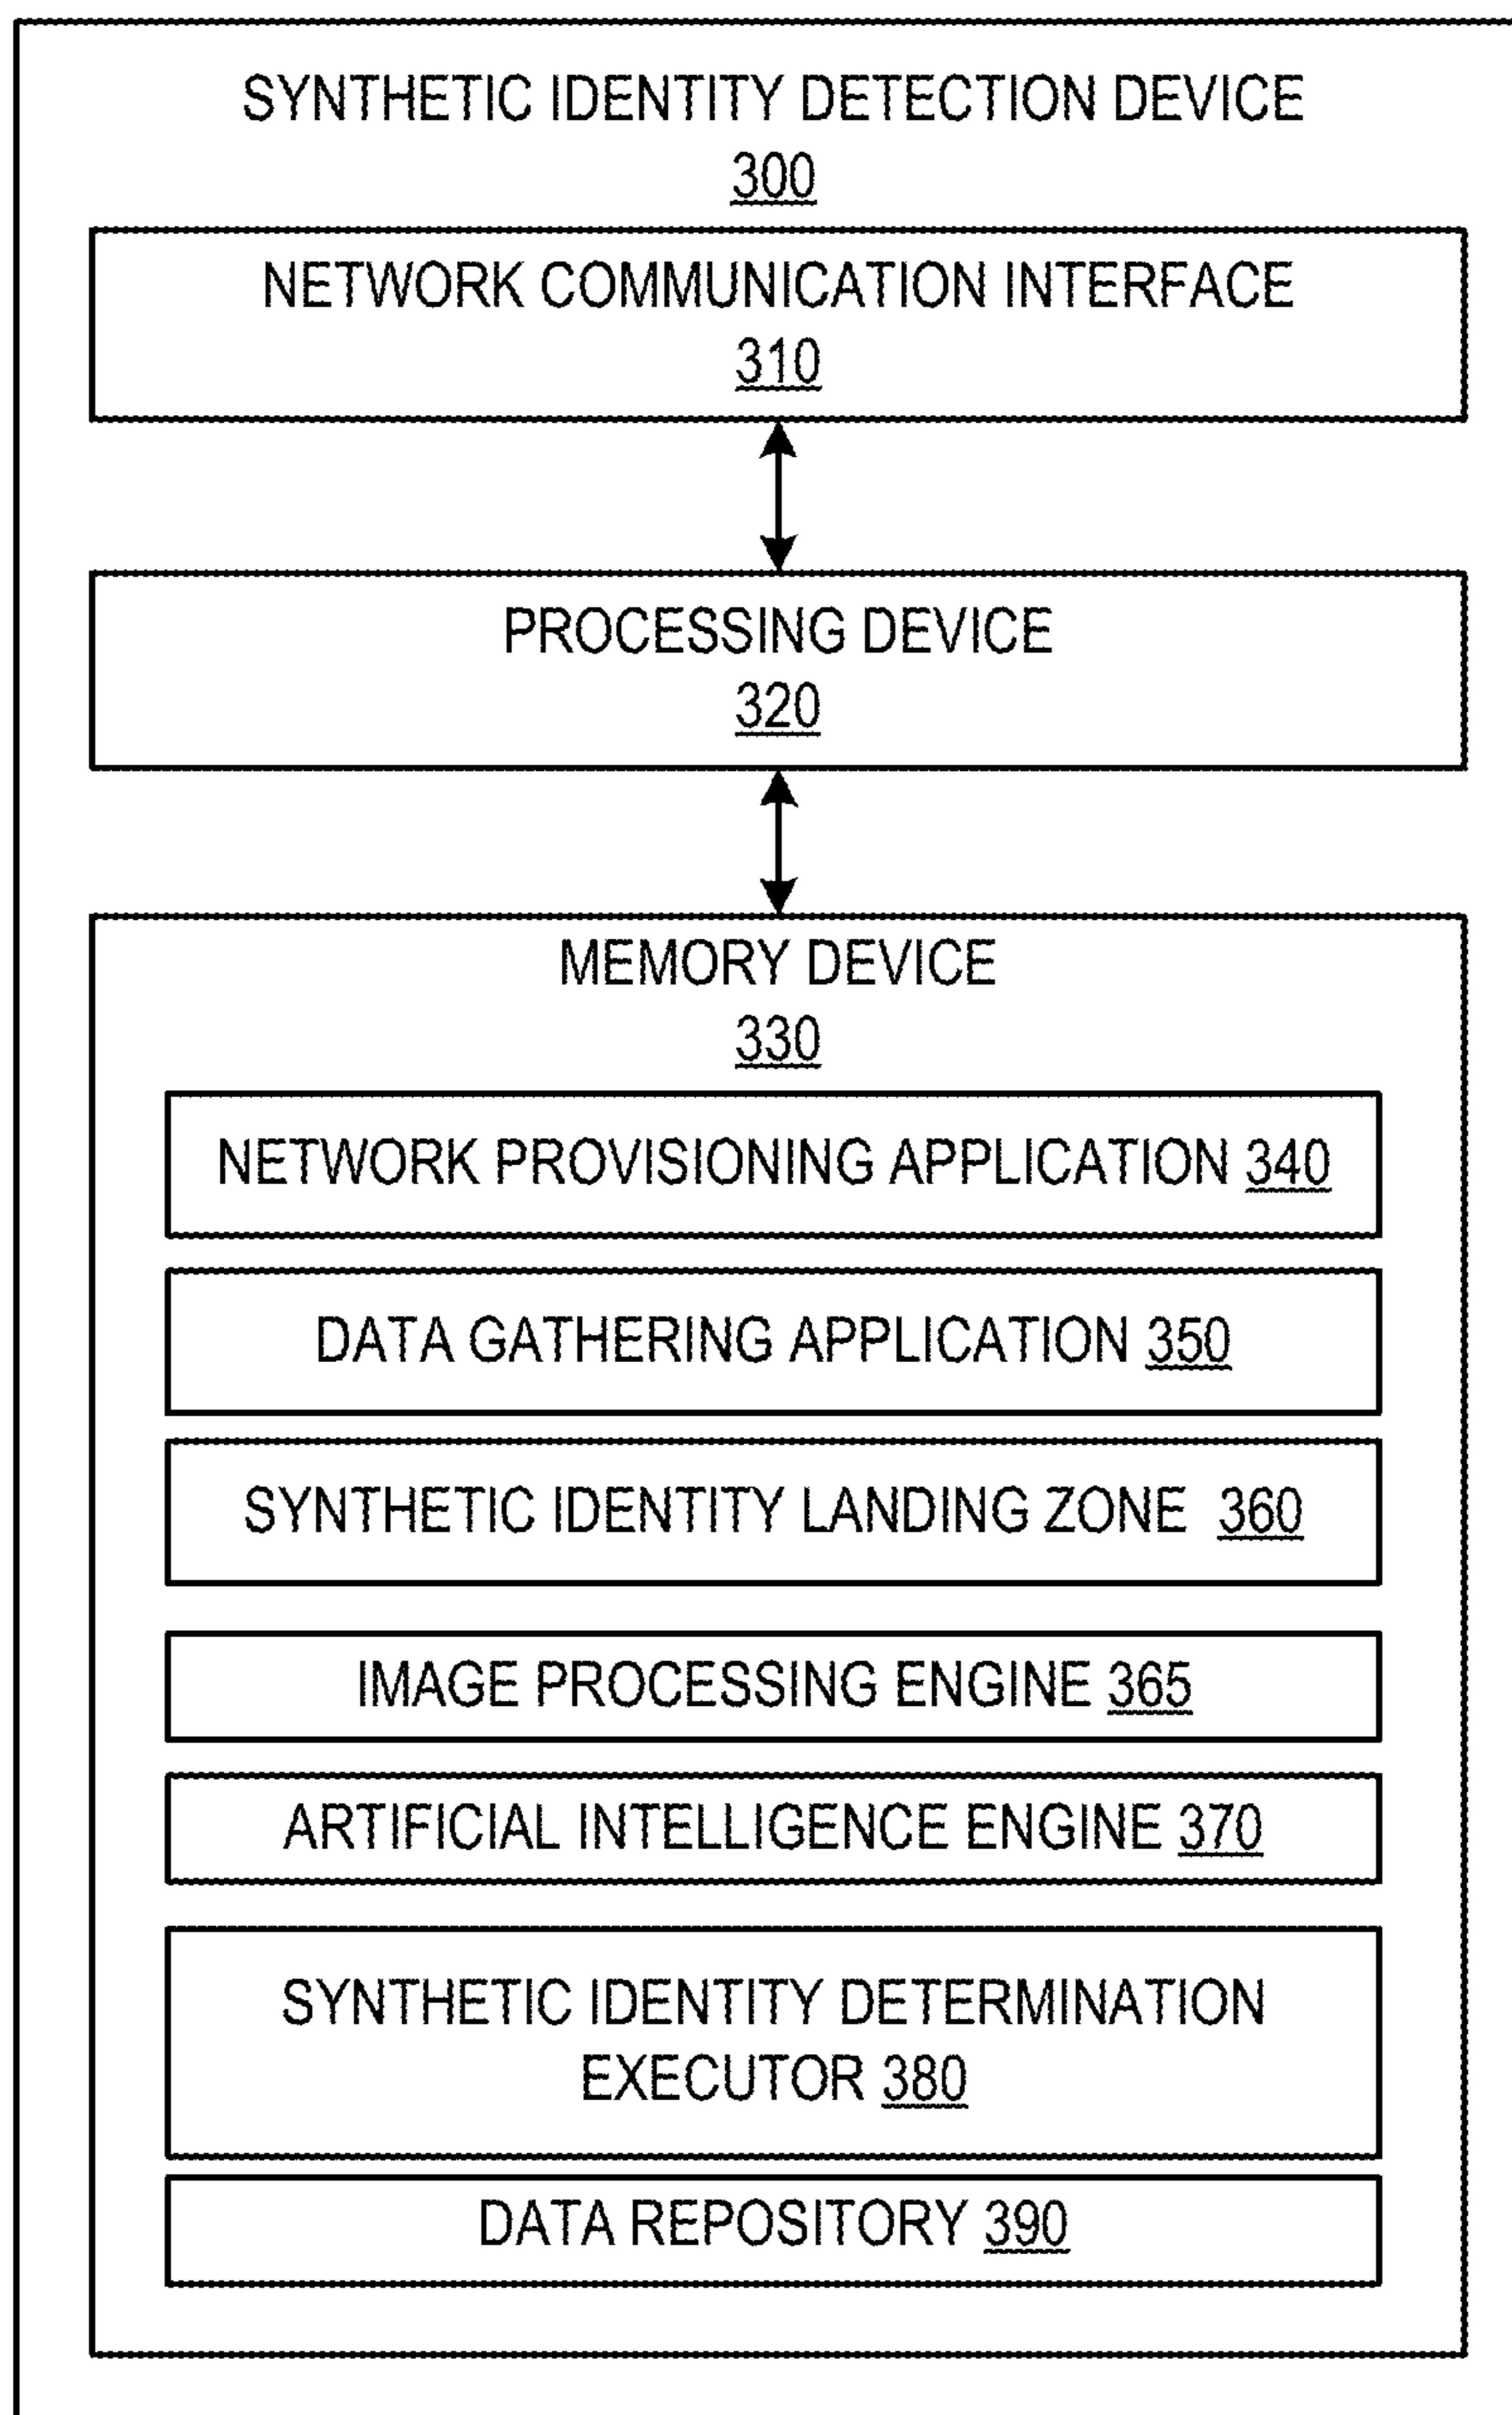 SYNTHETIC IDENTITY DETECTION DEVICE
300
NETWORK COMMUNICATION INTERFACE
310
PROCESSING DEVICE
320
MEMORY DEVICE
330
NETWORK PROVISIONING APPLICATION 340
DATA GATHERING APPLICATION 350
SYNTHETIC IDENTITY LANDING ZONE 360
IMAGE PROCESSING ENGINE 365
ARTIFICIAL INTELLIGENCE ENGINE 370
SYNTHETIC IDENTITY DETERMINATION
EXECUTOR 380
DATA REPOSITORY 390